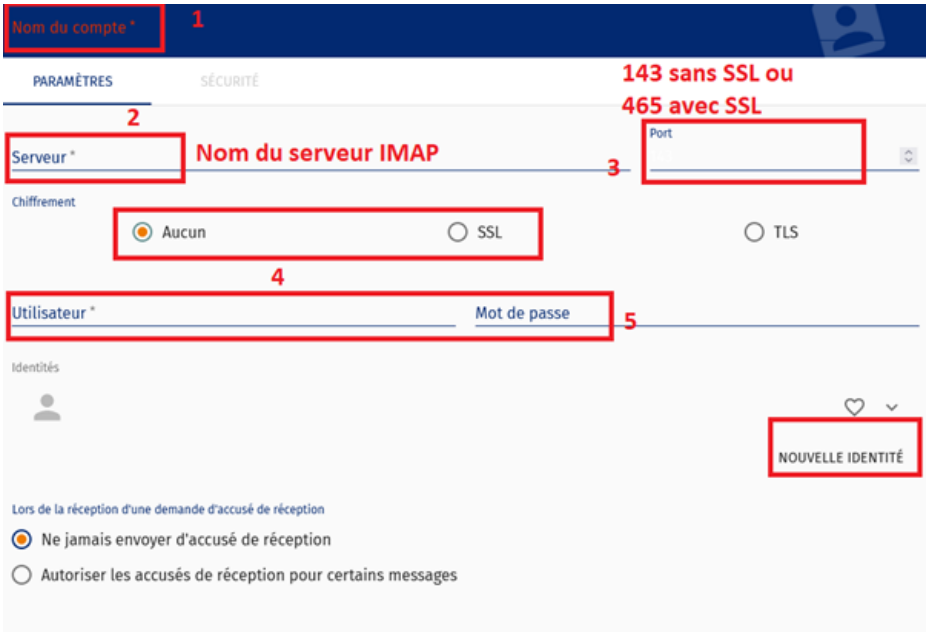 Nom du compte * 1
PARAMÈTRES SÉCURITÉ
143 sans SSL ou
465 avec SSL
2
Port
Serveur * Nom du serveur IMAP
3
Chiffrement
Aucun SSL TLS
4
Utilisateur * Mot de passe
5
Identités
NOUVELLE IDENTITÉ
Lors de la réception d'une demande d'accusé de réception
Ne jamais envoyer d'accusé de réception
Autoriser les accusés de réception pour certains messages